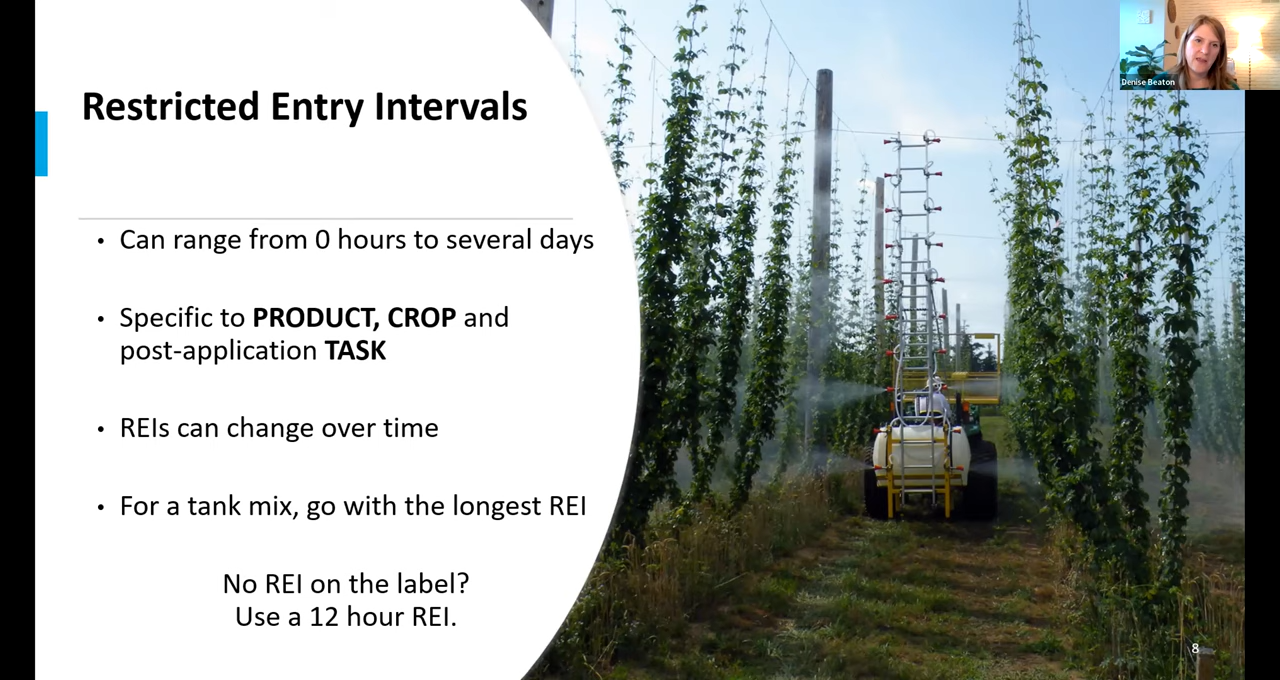 Restricted Entry Intervals
• Can range from 0 hours to several days
• Specific to PRODUCT, CROP and
post-application TASK
• REIs can change over time
• For a tank mix, go with the longest REI
No REI on the label?
Use a 12 hour REI.
Denise Beaton
8